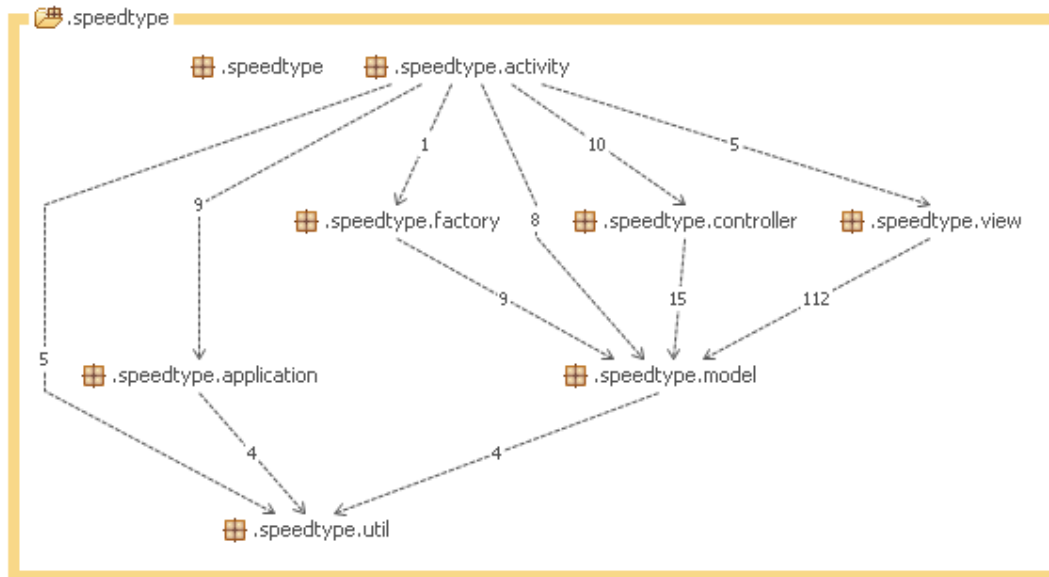 .speedtype
.speedtype .speedtype.activity
1 10 5
9
.speedtype.factory 8 .speedtype.controller .speedtype.view
9 15 112
5
.speedtype.application .speedtype.model
4 4
.speedtype.util